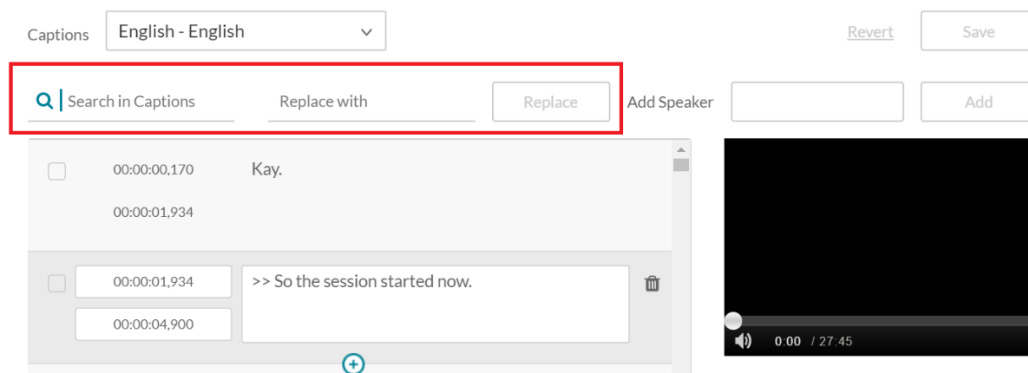 Captions English - English Revert Save
Search in Captions Replace with Replace Add Speaker Add
00:00:00,170 Kay.
00:00:01,934
00:00:01,934 >> So the session started now.
00:00:04,900
0:00 / 27:45